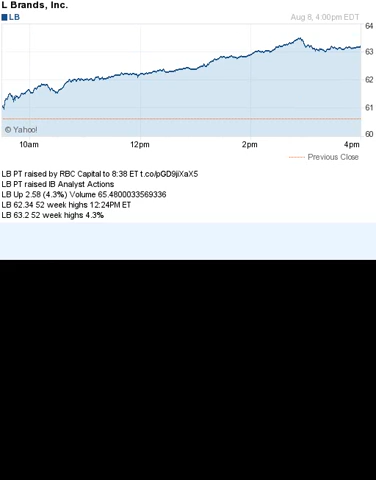 L Brands, Inc.
LB Aug 8, 4:00pm EDT
64
63
62
61
60
© Yahoo!
10am 12pm 2pm 4pm
Previous Close
LB PT raised by RBC Capital to 8:38 ET t.co/pGD9jiXaX5
LB PT raised IB Analyst Actions
LB Up 2.58 (4.3%) Volume 65.4800033569336
LB 62.34 52 week highs 12:24PM ET
LB 63.2 52 week highs 4.3%